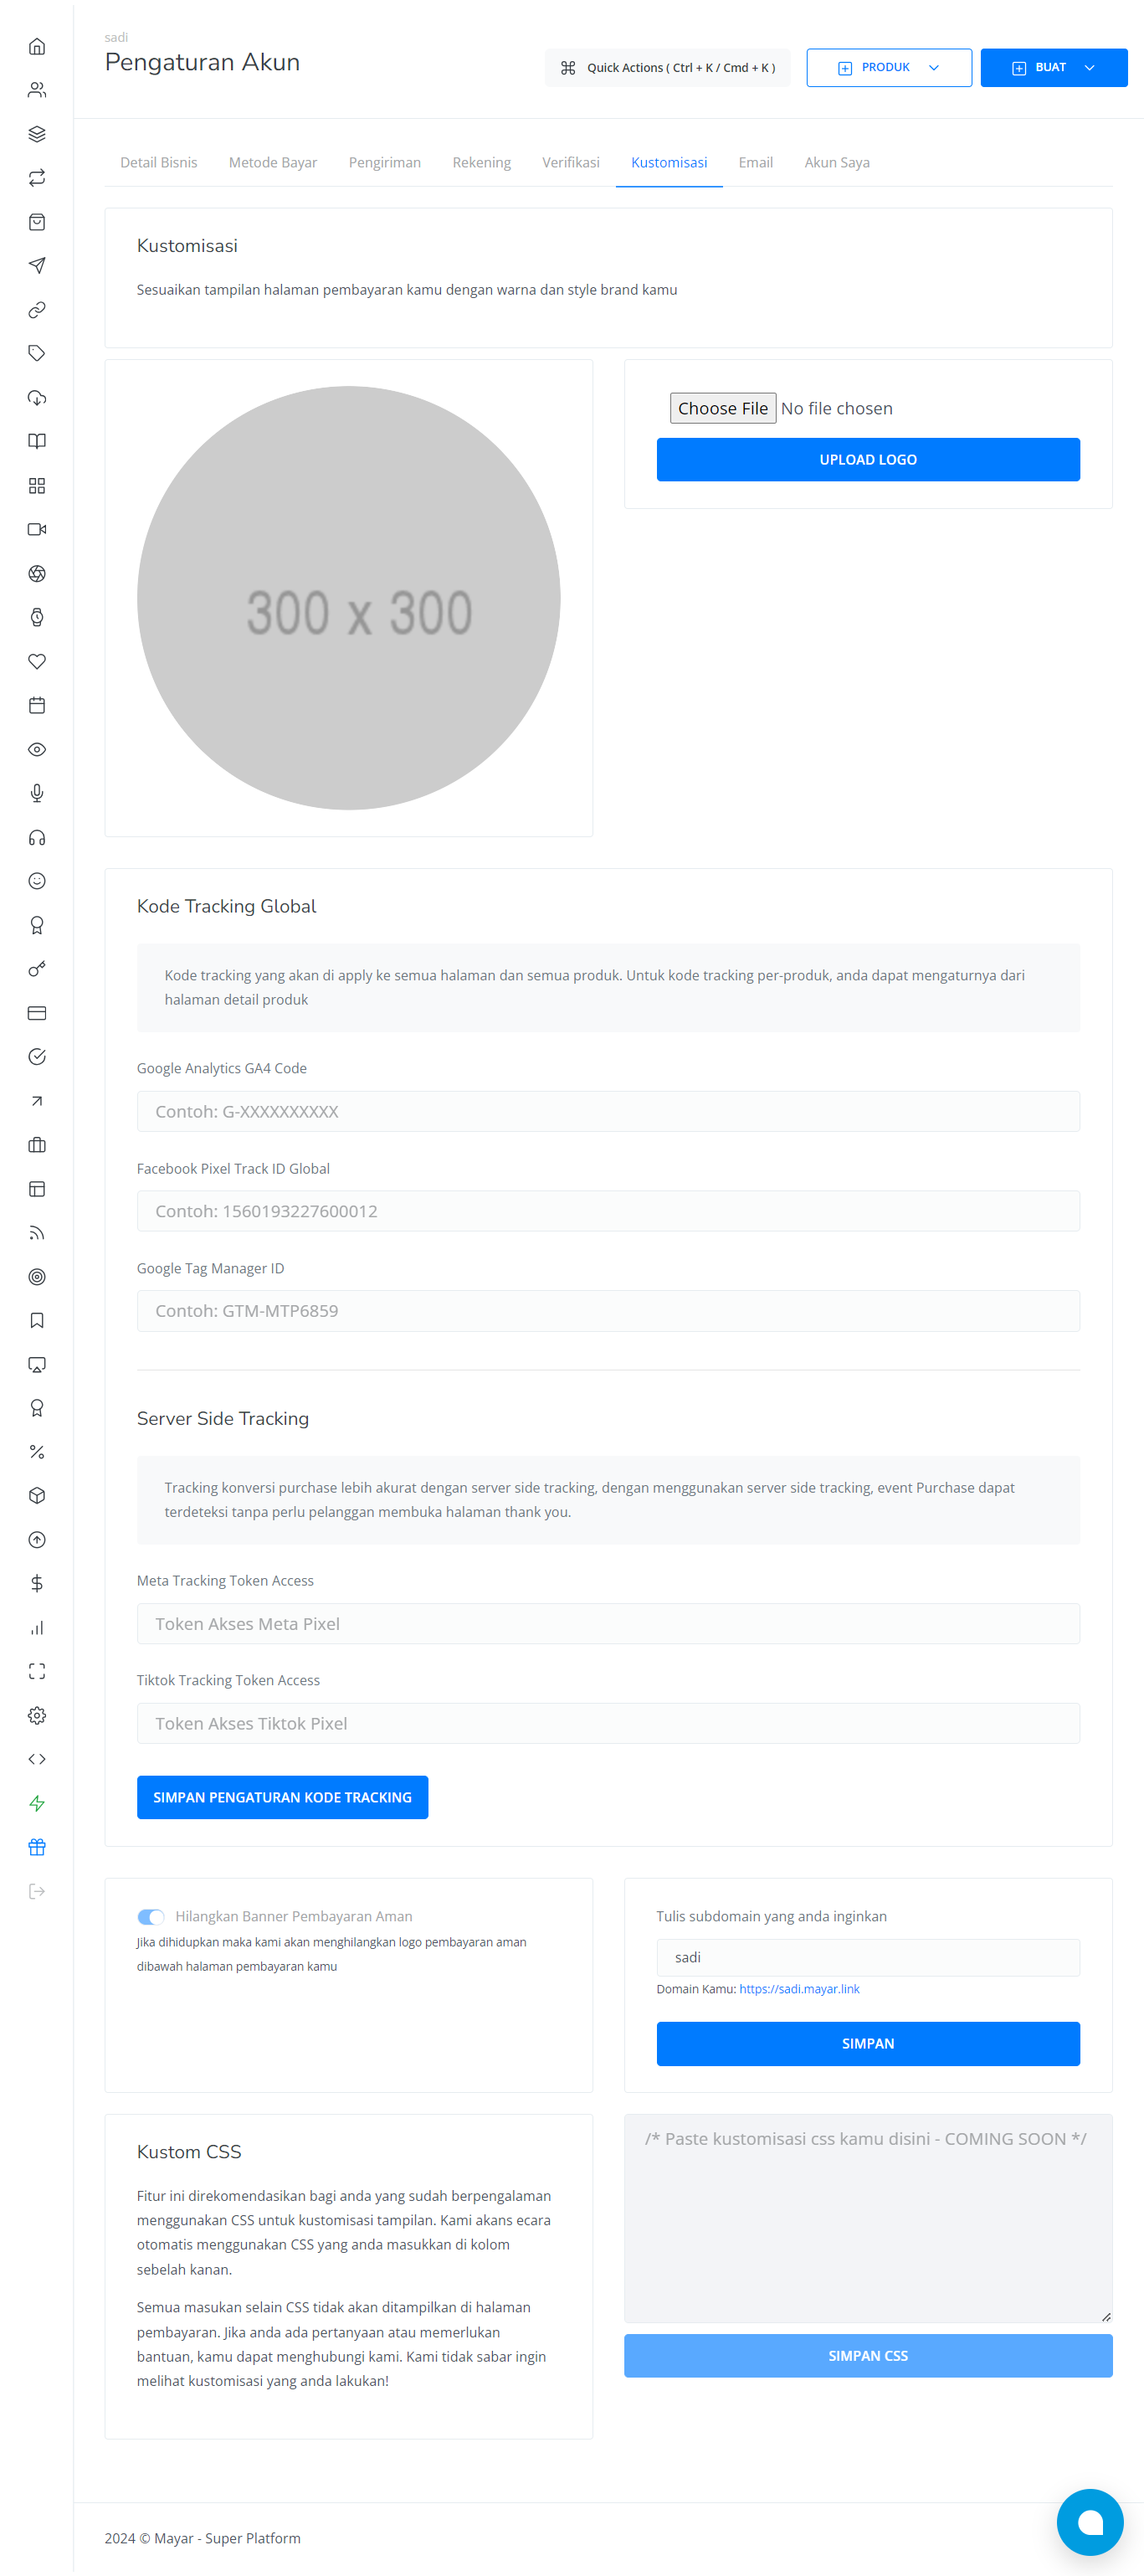 sadi
Pengaturan Akun
Quick Actions ( Ctrl + K / Cmd + K )
PRODUK
BUAT
Detail Bisnis
Metode Bayar
Pengiriman
Rekening
Verifikasi
Kustomisasi
Email
Akun Saya
Kustomisasi
Sesuaikan tampilan halaman pembayaran kamu dengan warna dan style brand kamu
300 x 300
Choose File No file chosen
UPLOAD LOGO
Kode Tracking Global
Kode tracking yang akan di apply ke semua halaman dan semua produk. Untuk kode tracking per-produk, anda dapat mengaturnya dari
halaman detail produk
Google Analytics GA4 Code
Contoh: G-XXXXXXXXXX
Facebook Pixel Track ID Global
Contoh: 1560193227600012
Google Tag Manager ID
Contoh: GTM-MTP6859
Server Side Tracking
Tracking konversi purchase lebih akurat dengan server side tracking, dengan menggunakan server side tracking, event Purchase dapat
terdeteksi tanpa perlu pelanggan membuka halaman thank you.
Meta Tracking Token Access
Token Akses Meta Pixel
Tiktok Tracking Token Access
Token Akses Tiktok Pixel
SIMPAN PENGATURAN KODE TRACKING
Hilangkan Banner Pembayaran Aman
Jika dihidupkan maka kami akan menghilangkan logo pembayaran aman
dibawah halaman pembayaran kamu
Tulis subdomain yang anda inginkan
sadi
Domain Kamu: https://sadi.mayar.link
SIMPAN
Kustom CSS
Fitur ini direkomendasikan bagi anda yang sudah berpengalaman
menggunakan CSS untuk kustomisasi tampilan. Kami akans ecara
otomatis menggunakan CSS yang anda masukkan di kolom
sebelah kanan.
Semua masukan selain CSS tidak akan ditampilkan di halaman
pembayaran. Jika anda ada pertanyaan atau memerlukan
bantuan, kamu dapat menghubungi kami. Kami tidak sabar ingin
melihat kustomisasi yang anda lakukan!
/* Paste kustomisasi css kamu disini - COMING SOON */
SIMPAN CSS
2024 © Mayar - Super Platform